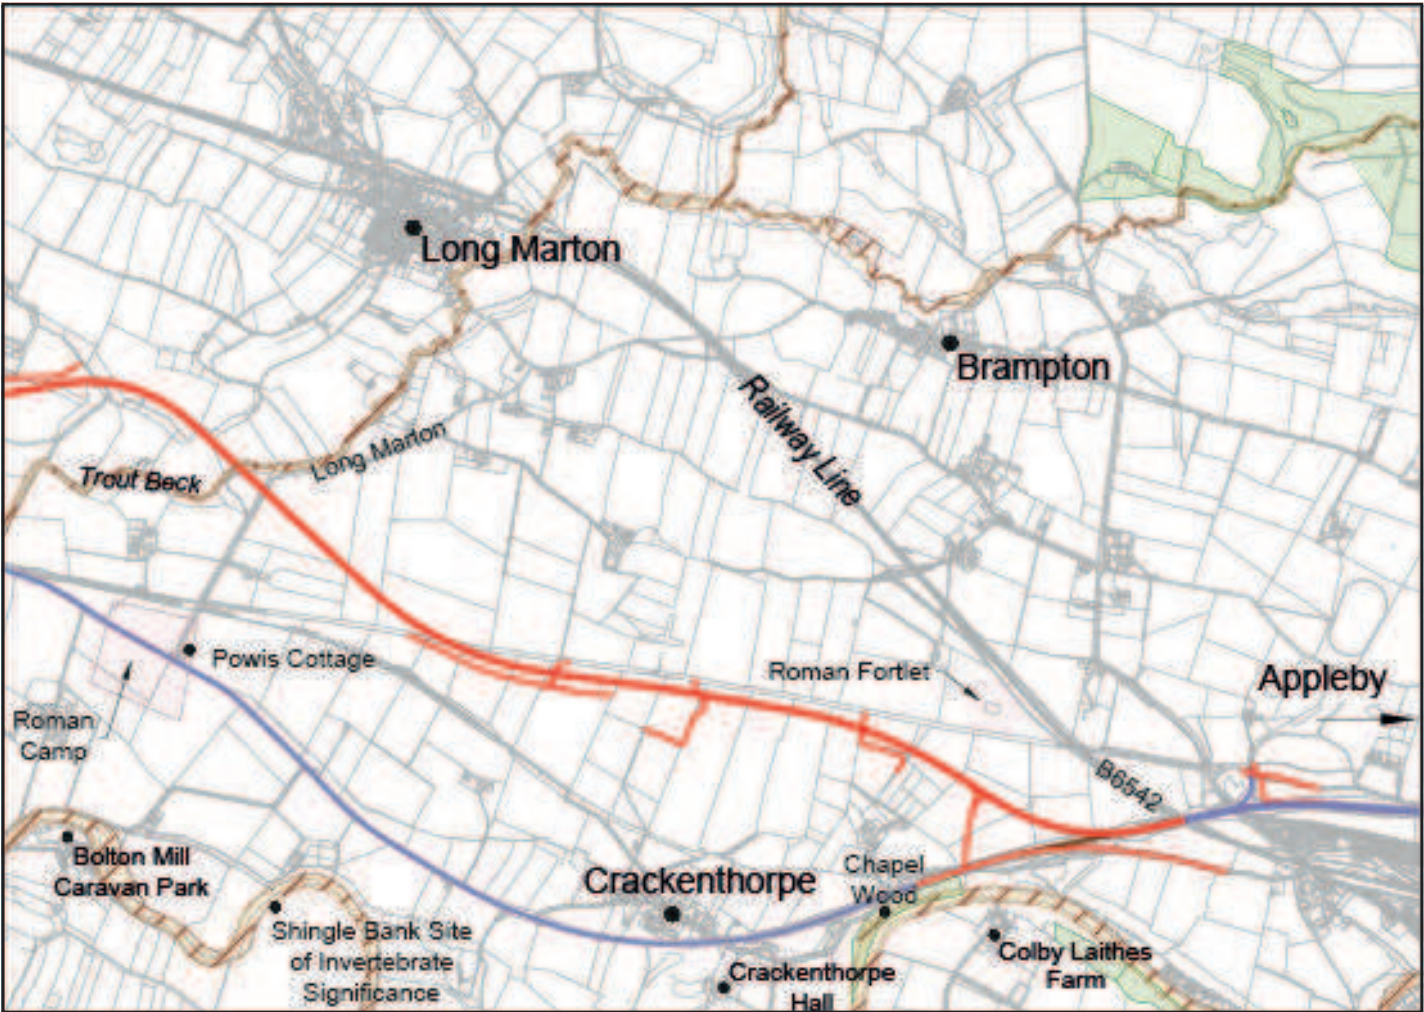 Long Marton
Brampton
Railway Line
Long Marton
Trout Beck
Powis Cottage
Roman Fortlet
Appleby
Roman
Camp
B6542
Bolton Mill
Caravan Park
Crackenthorpe
Chapel
Wood
Shingle Bank Site
of Invertebrate
Significance
Colby Laithes
Farm
Crackenthorpe
Hall